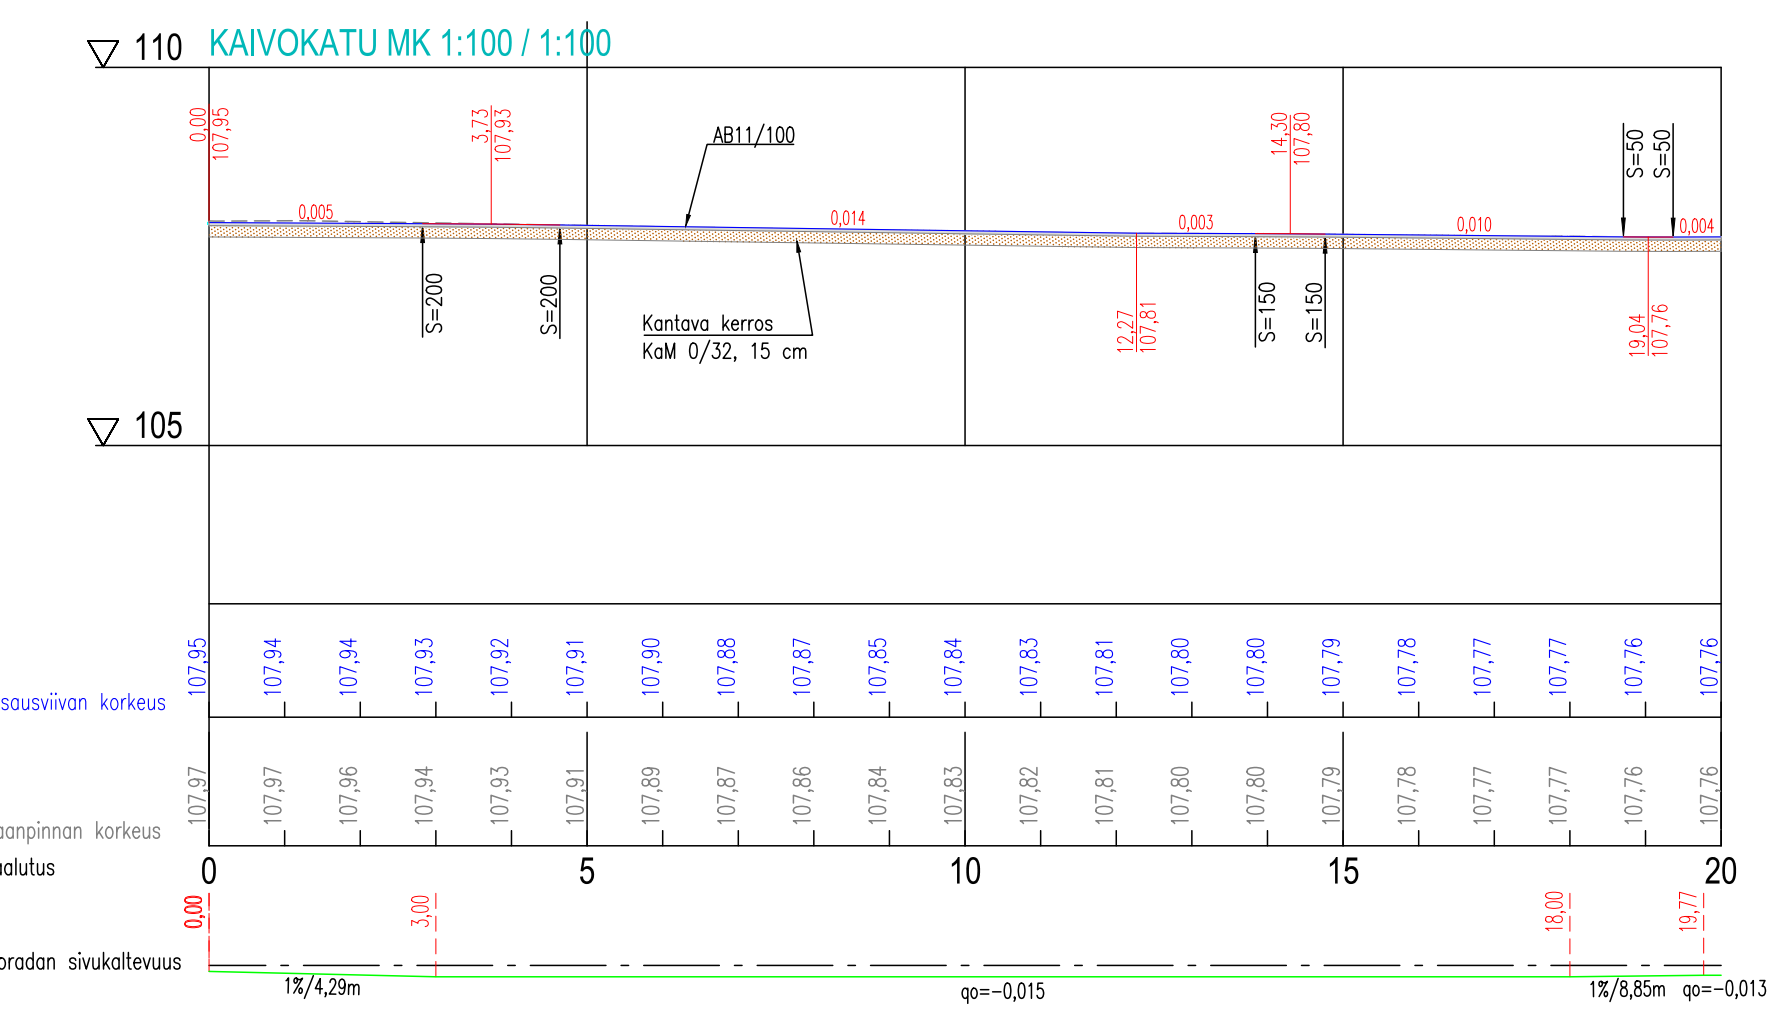 110
KAIVOKATU MK 1:100 / 1:100
0,00
107,95
3,73
107,93
AB11/100
14,30
107,80
S=50
S=50
0,005
0,014
0,003
0,010
0,004
S=200
S=200
Kantava kerros
KaM 0/32, 15 cm
12,27
107,81
S=150
S=150
19,04
107,76
105
sausviivan korkeus
107,95 107,94 107,94 107,93 107,92 107,91 107,90 107,88 107,87 107,85 107,84 107,83 107,81 107,80 107,80 107,79 107,78 107,77 107,77 107,76 107,76
aanpinnan korkeus
107,97 107,97 107,96 107,94 107,93 107,91 107,89 107,87 107,86 107,84 107,83 107,82 107,81 107,80 107,80 107,79 107,78 107,77 107,77 107,76 107,76
aalutus
0 5 10 15 20
0,00 3,00 18,00 19,77
oradan sivukaltevuus
1%/4,29m qo=-0,015 1%/8,85m qo=-0,013